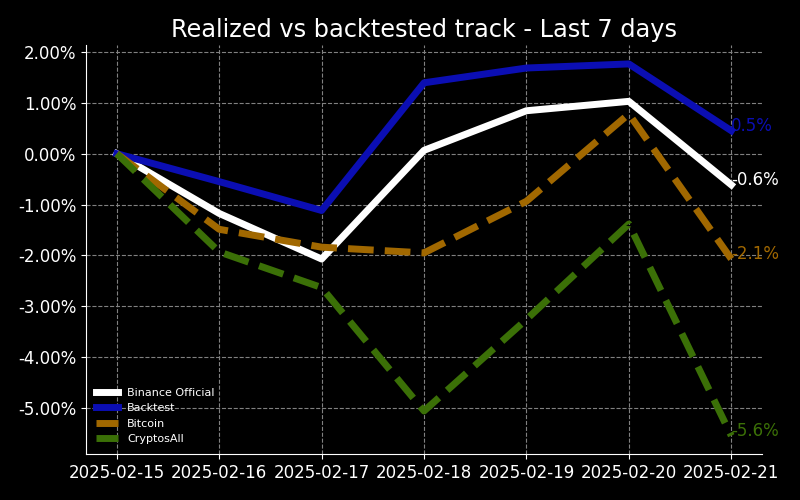 Realized vs backtested track - Last 7 days
2.00%
1.00%
0.00%
-1.00%
-2.00%
-3.00%
-4.00%
-5.00%
0.5%
-0.6%
-2.1%
-5.6%
Binance Official
Backtest
Bitcoin
CryptosAll
2025-02-15 2025-02-16 2025-02-17 2025-02-18 2025-02-19 2025-02-20 2025-02-21